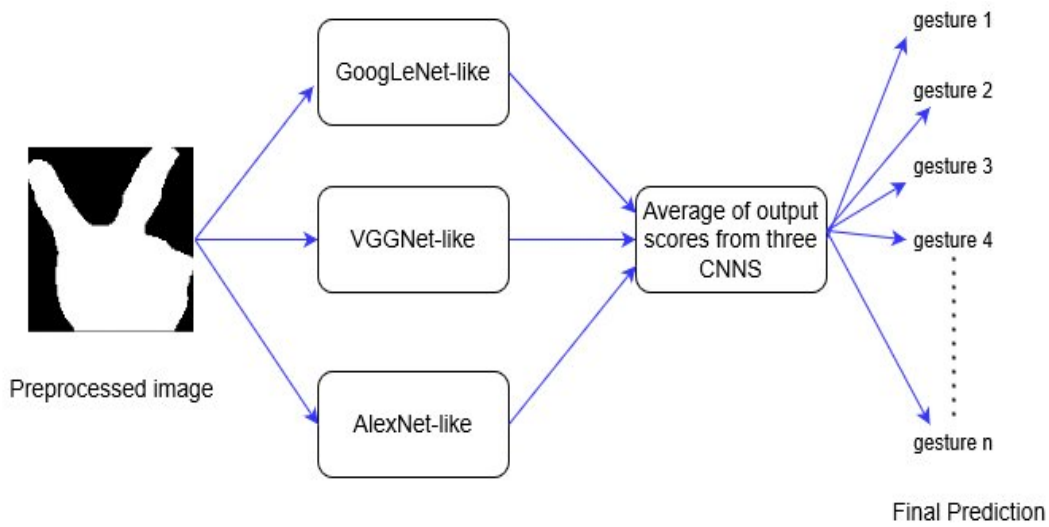 Preprocessed image
GoogLeNet-like
VGGNet-like
AlexNet-like
Average of output
scores from three
CNNS
gesture 1
gesture 2
gesture 3
gesture 4
gesture n
Final Prediction